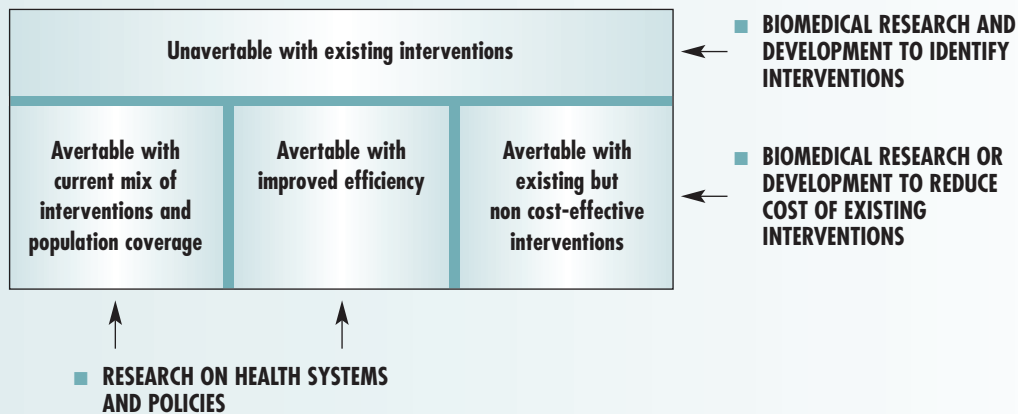 Unavertable with existing interventions
BIOMEDICAL RESEARCH AND
DEVELOPMENT TO IDENTIFY
INTERVENTIONS
Avertable with
current mix of
interventions and
population coverage
Avertable with
improved efficiency
Avertable with
existing but
non cost-effective
interventions
BIOMEDICAL RESEARCH OR
DEVELOPMENT TO REDUCE
COST OF EXISTING
INTERVENTIONS
RESEARCH ON HEALTH SYSTEMS
AND POLICIES